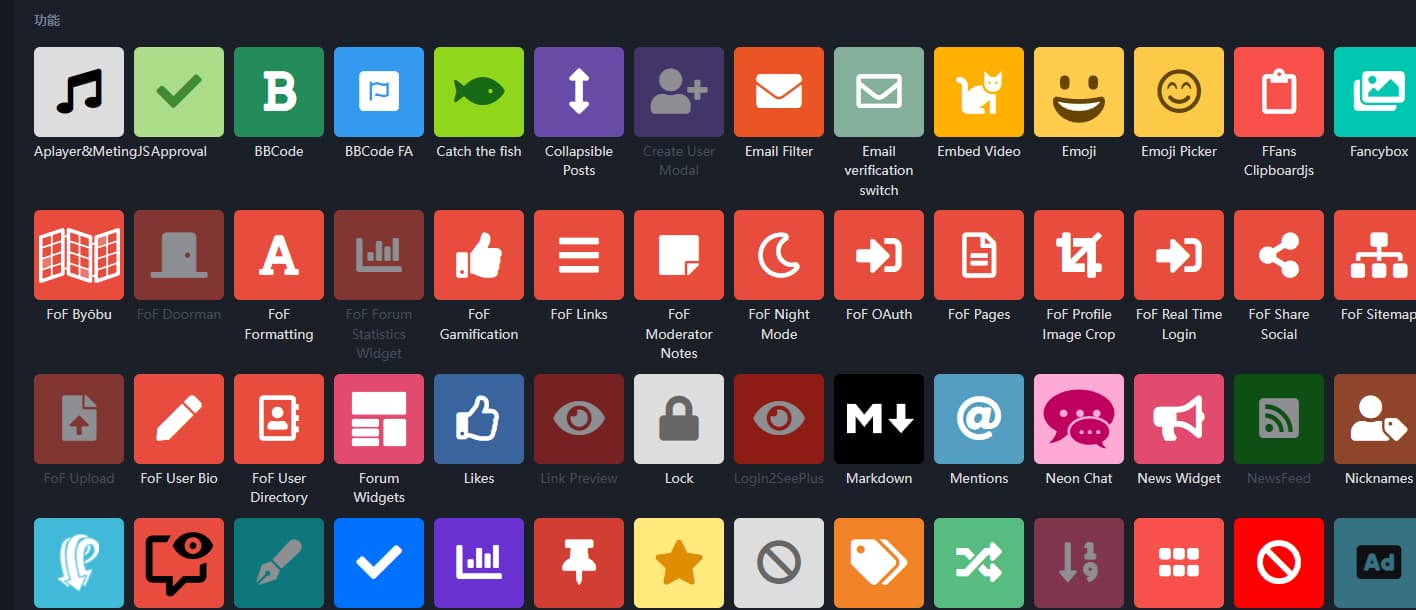 功能
Aplayer&MetingJS
Approval
BBCode
BBCode FA
Catch the fish
Collapsible
Posts
Create User
Modal
Email Filter
Email
verification
switch
Embed Video
Emoji
Emoji Picker
FFans
Clipboardjs
Fancybox
FoF Byōbu
FoF Doorman
FoF
Formatting
FoF Forum
Statistics
Widget
FoF
Gamification
FoF Links
FoF
Moderator
Notes
FoF Night
Mode
FoF OAuth
FoF Pages
FoF Profile
Image Crop
FoF Real Time
Login
FoF Share
Social
FoF Sitemap
FoF Upload
FoF User Bio
FoF User
Directory
Forum
Widgets
Likes
Link Preview
Lock
Login2SeePlus
Markdown
Mentions
Neon Chat
News Widget
NewsFeed
Nicknames
Ad